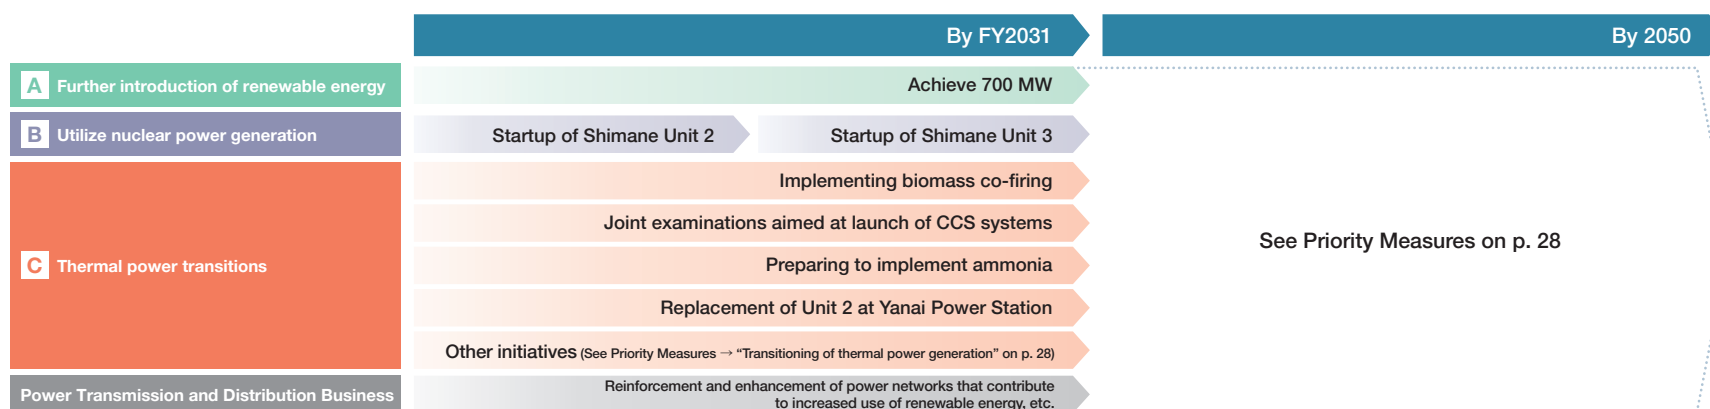 By FY2031
By 2050
A Further introduction of renewable energy
Achieve 700 MW
B Utilize nuclear power generation
Startup of Shimane Unit 2
Startup of Shimane Unit 3
C Thermal power transitions
Implementing biomass co-firing
Joint examinations aimed at launch of CCS systems
Preparing to implement ammonia
Replacement of Unit 2 at Yanai Power Station
Other initiatives (See Priority Measures → “Transitioning of thermal power generation” on p. 28)
See Priority Measures on p. 28
Power Transmission and Distribution Business
Reinforcement and enhancement of power networks that contribute
to increased use of renewable energy, etc.